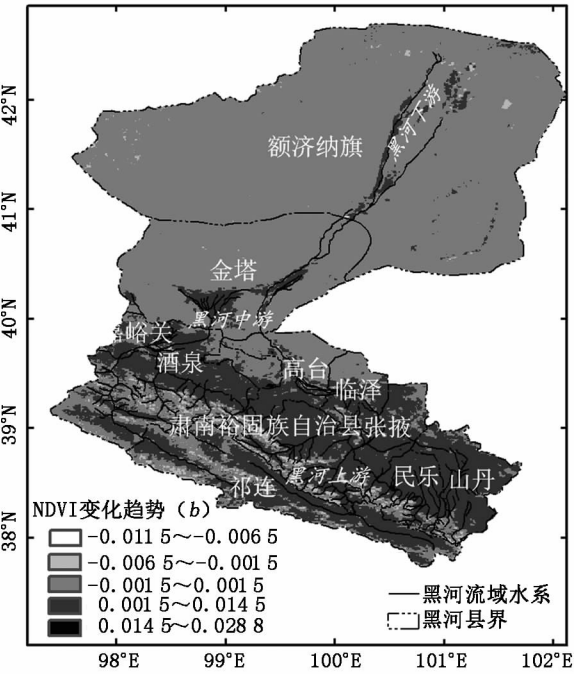 42°N
41°N
40°N
39°N
38°N
额济纳旗
黑河下游
金塔
黑河中游
峪关
酒泉
高台
临泽
肃南裕固族自治县张掖
黑河上游
民乐
山丹
祁连
NDVI变化趋势(b)
-0.011 5～-0.006 5
-0.006 5～-0.001 5
-0.001 5～0.001 5
0.001 5～0.014 5
0.014 5～0.028 8
黑河流域水系
黑河县界
98°E
99°E
100°E
101°E
102°E